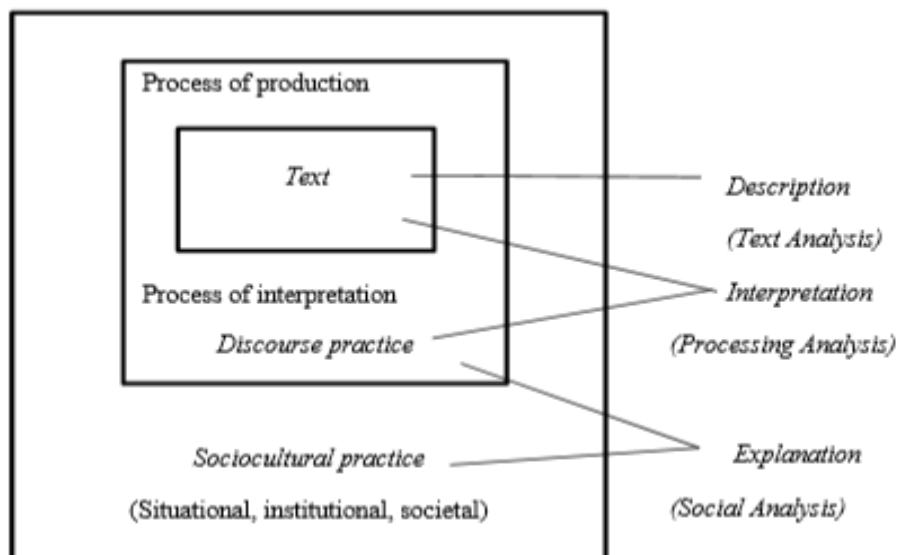 Process of production
Text
Description
(Text Analysis)
Process of interpretation
Interpretation
Discourse practice
(Processing Analysis)
Sociocultural practice
Explanation
(Situational, institutional, societal)
(Social Analysis)